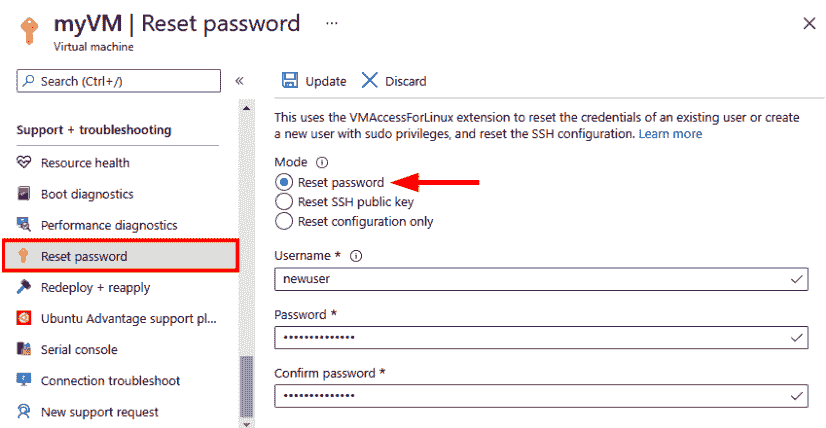 myVM | Reset password ...
Virtual machine
Search (Ctrl+/)
«
Update
Discard
Support + troubleshooting
Resource health
Boot diagnostics
Performance diagnostics
Reset password
Redeploy + reapply
Ubuntu Advantage support pl...
Serial console
Connection troubleshoot
New support request
This uses the VMAccessForLinux extension to reset the credentials of an existing user or create
a new user with sudo privileges, and reset the SSH configuration. Learn more
Mode
Reset password
Reset SSH public key
Reset configuration only
Username *
newuser
Password *
••••••••••••••
Confirm password *
••••••••••••••